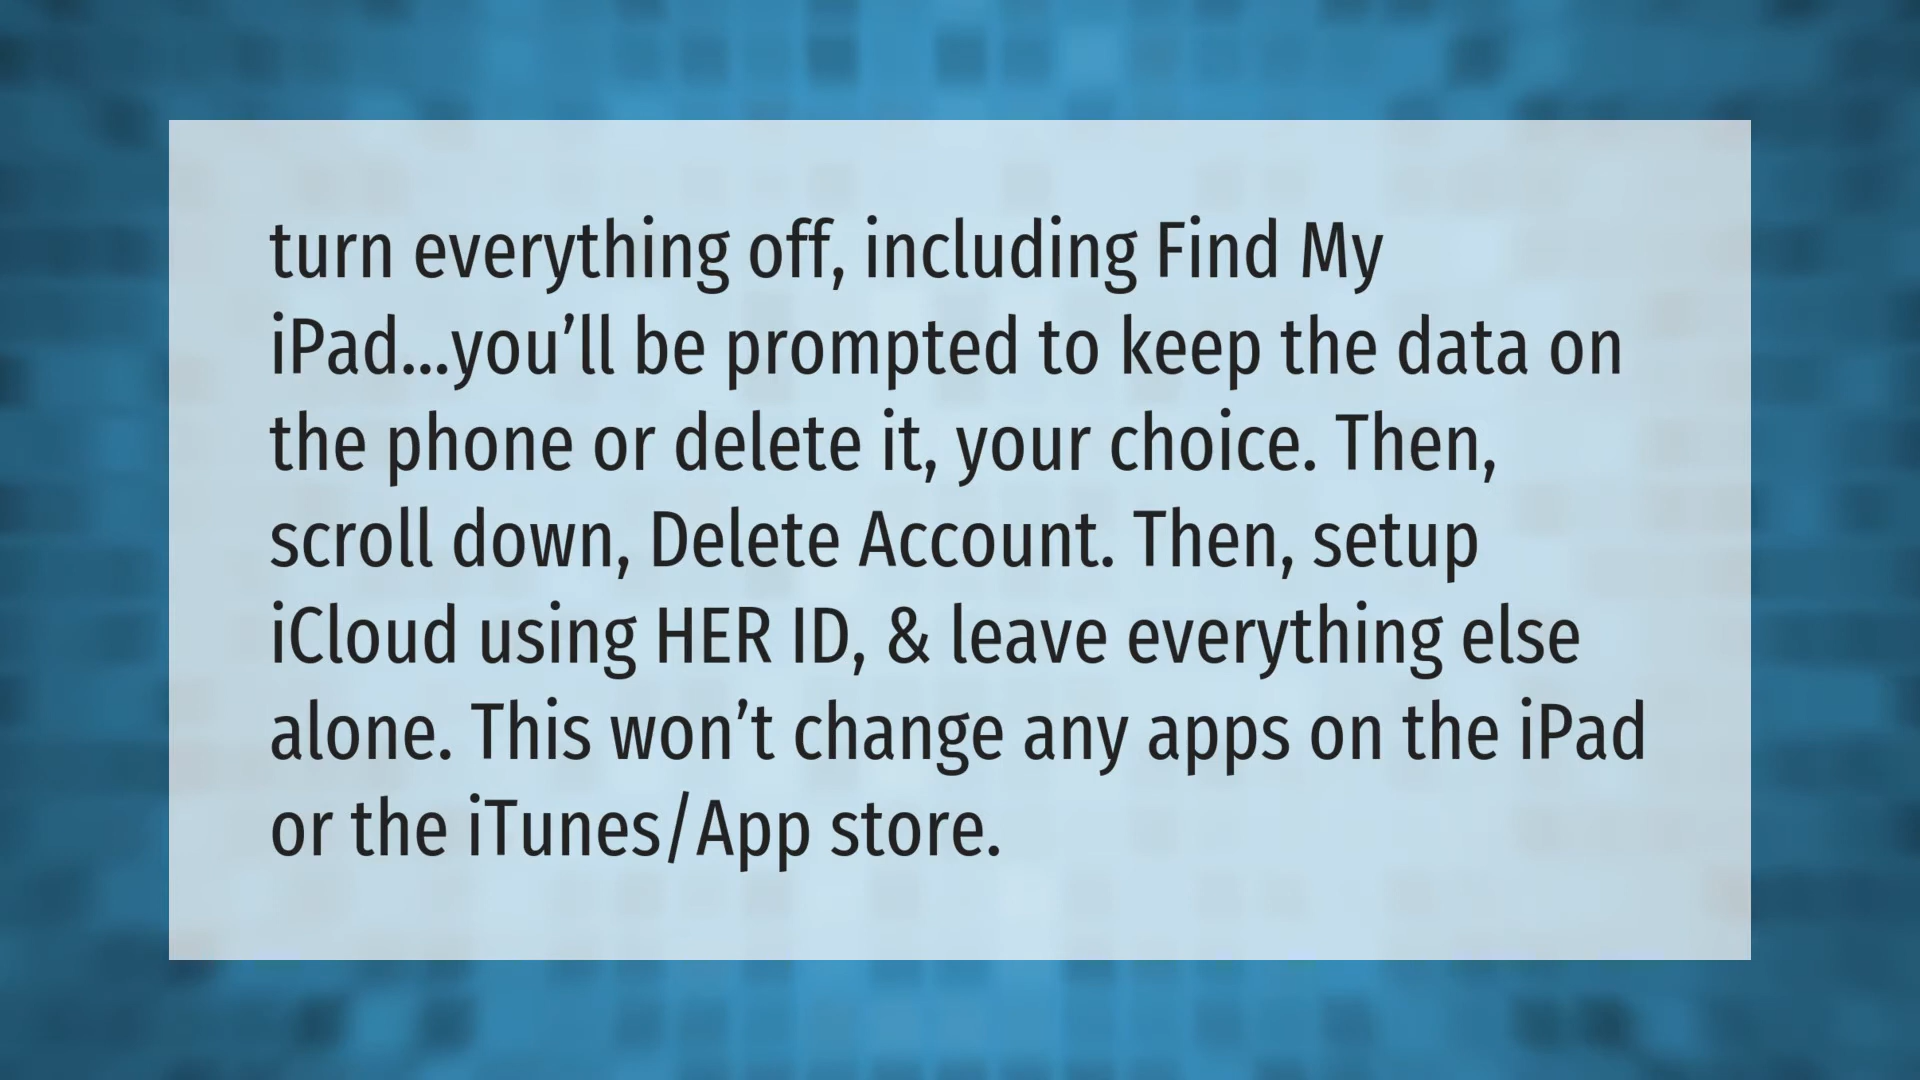 turn everything off, including Find My
iPad...you’ll be prompted to keep the data on
the phone or delete it, your choice. Then,
scroll down, Delete Account. Then, setup
iCloud using HER ID, & leave everything else
alone. This won’t change any apps on the iPad
or the iTunes/App store.